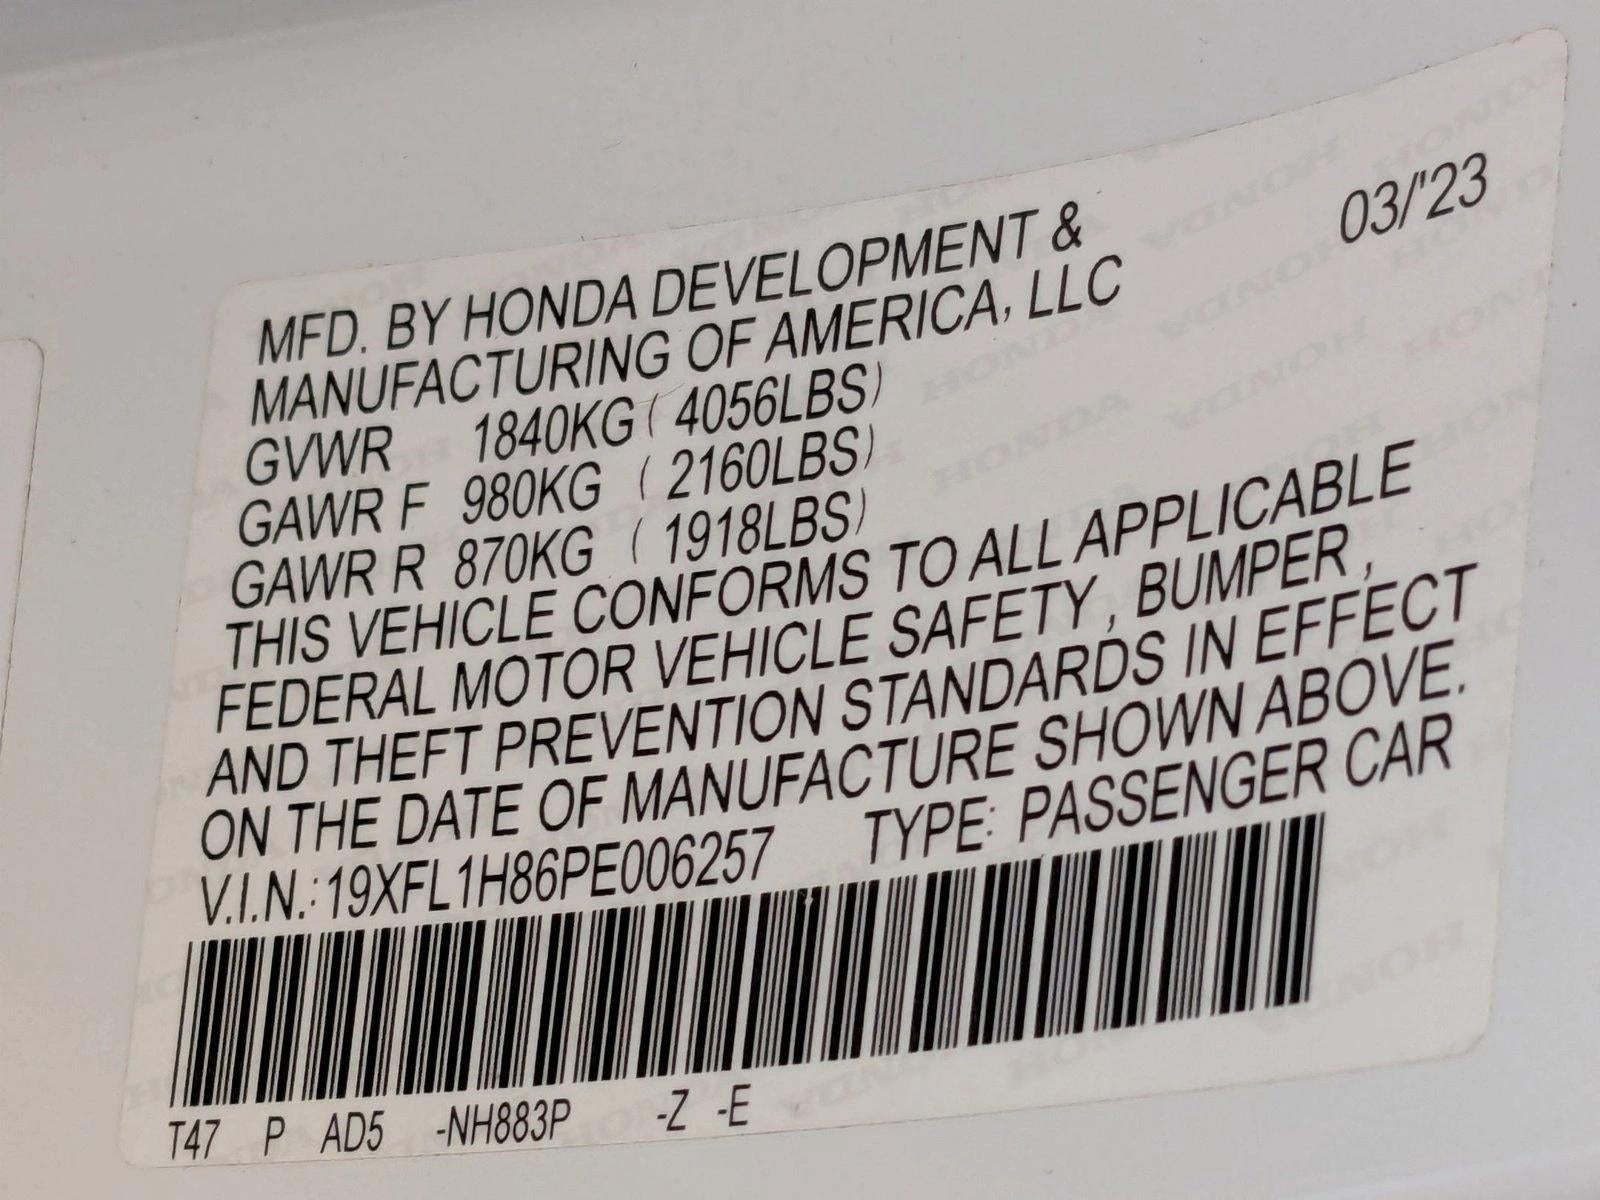 03/'23
MFD. BY HONDA DEVELOPMENT &
MANUFACTURING OF AMERICA, LLC
GVWR 1840KG ( 4056LBS)
GAWR F 980KG ( 2160LBS)
GAWR R 870KG ( 1918LBS)
THIS VEHICLE CONFORMS TO ALL APPLICABLE
FEDERAL MOTOR VEHICLE SAFETY , BUMPER ,
AND THEFT PREVENTION STANDARDS IN EFFECT
ON THE DATE OF MANUFACTURE SHOWN ABOVE.
V.I.N.: 19XFL1H86PE006257 TYPE: PASSENGER CAR
T47 P AD5 -NH883P -Z -E